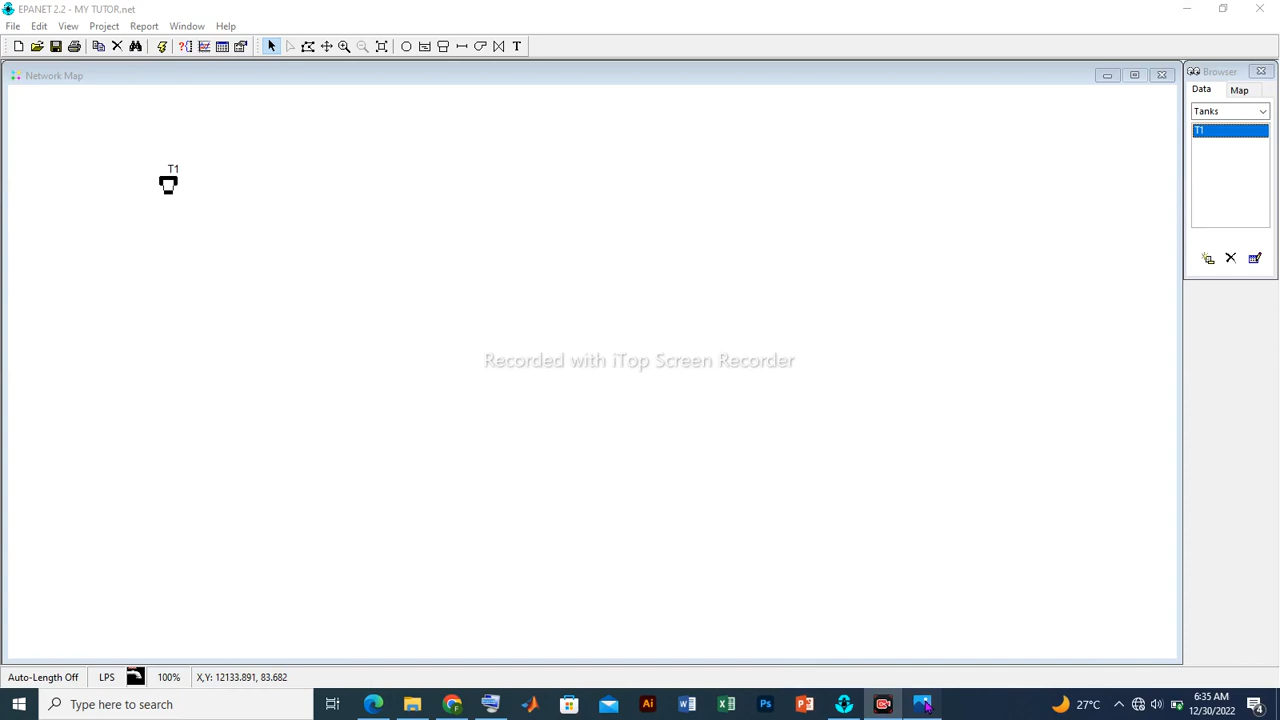 EPANET 2.2 - MY TUTOR.net
File Edit View Project Report Window Help
Network Map
Browser
Data Map
Tanks
T1
T1
Recorded with iTop Screen Recorder
Auto-Length Off LPS 100% X,Y: 12133.891, 83.682
Type here to search
27°C
6:35 AM
12/30/2022